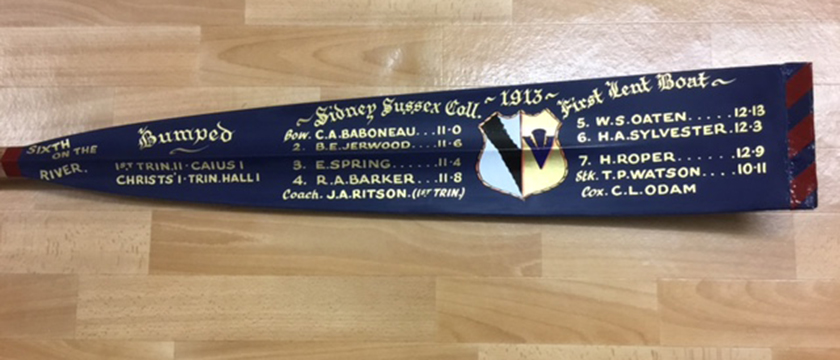 SIXTH
ON THE
RIVER.
Bumped
1ST TRIN.II · CAIUS I
CHRISTS' I · TRIN.HALL I
~ Sidney Sussex Coll. ~ 1913 ~ First Lent Boat ~
Bow. C.A.BABONEAU...11·0
2. B.E.JERWOOD....11·6
3. E.SPRING.....11·4
4. R.A.BARKER...11·8
Coach. J.A.RITSON.(1ST TRIN)
5. W.S.OATEN.....12·13
6. H.A.SYLVESTER.12·3
7. H.ROPER......12·9
Stk. T.P.WATSON....10·11
Cox. C.L.ODAM